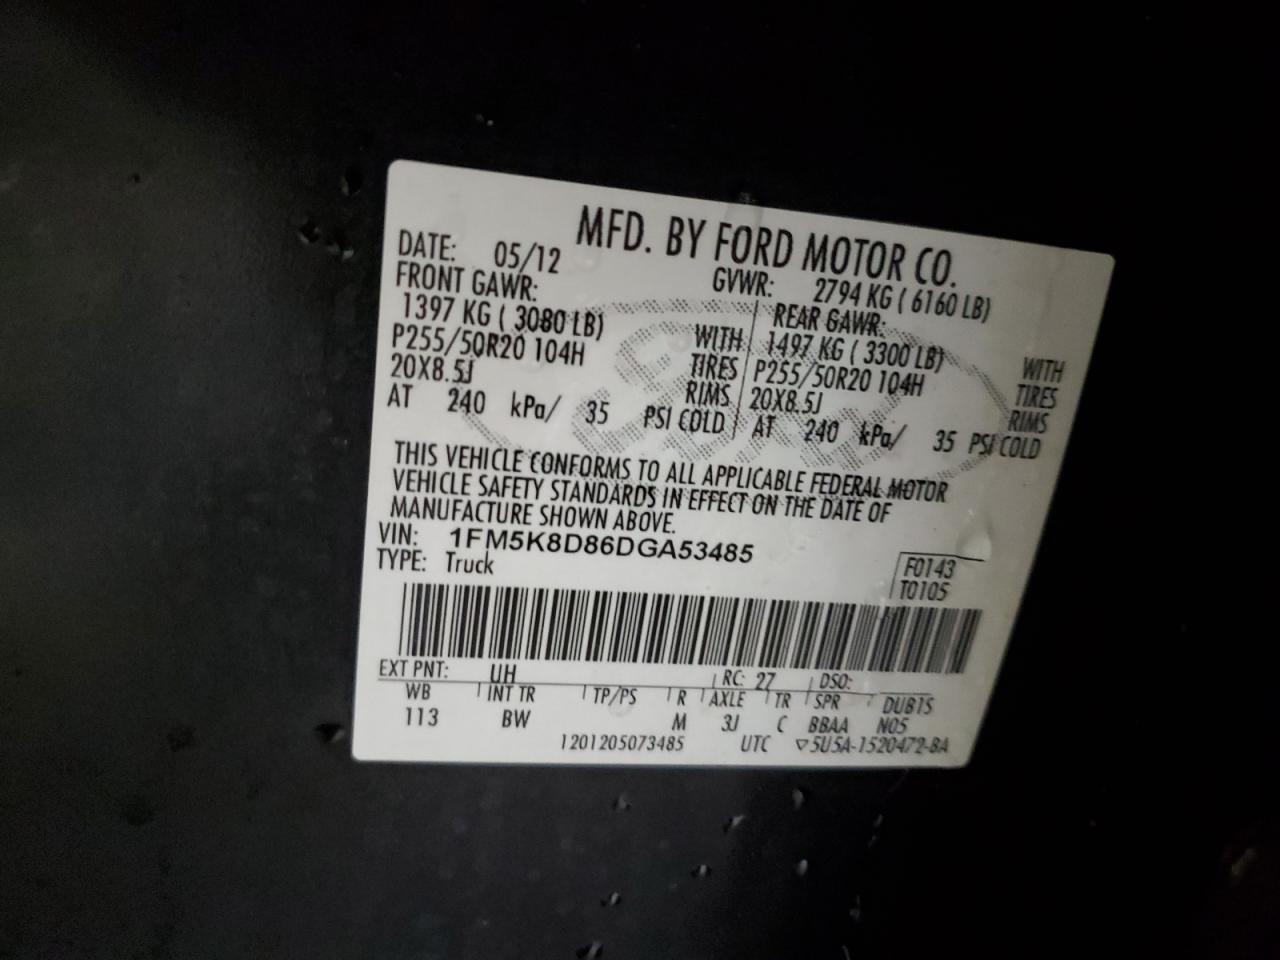 MFD. BY FORD MOTOR CO.
DATE: 05/12 GVWR: 2794 KG ( 6160 LB)
FRONT GAWR: REAR GAWR:
1397 KG ( 3080 LB) WITH 1497 KG ( 3300 LB) WITH
P255/50R20 104H TIRES P255/50R20 104H TIRES
20X8.5J RIMS 20X8.5J RIMS
AT 240 kPa/ 35 PSI COLD AT 240 kPa/ 35 PSI COLD
THIS VEHICLE CONFORMS TO ALL APPLICABLE FEDERAL MOTOR
VEHICLE SAFETY STANDARDS IN EFFECT ON THE DATE OF
MANUFACTURE SHOWN ABOVE.
VIN: 1FM5K8D86DGA53485
TYPE: Truck
F0143
T0105
EXT PNT: UH RC: 27 DSO:
WB INT TR TP/PS R AXLE TR SPR DUB1S
113 BW M 3J C BBAA N05
1201205073485 UTC ▽5U5A-1520472-BA